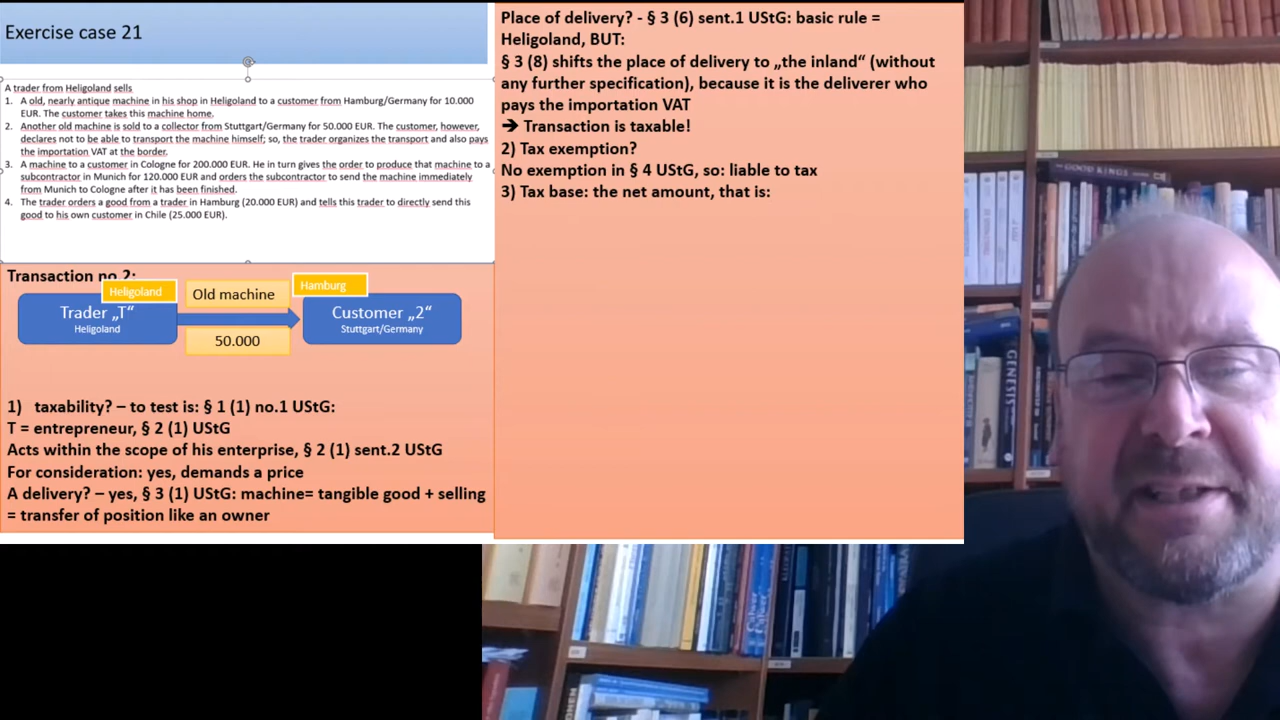 Exercise case 21
A trader from Heligoland sells
1. A old, nearly antique machine in his shop in Heligoland to a customer from Hamburg/Germany for 10.000
EUR. The customer takes this machine home.
2. Another old machine is sold to a collector from Stuttgart/Germany for 50.000 EUR. The customer, however,
declares not to be able to transport the machine himself; so, the trader organizes the transport and also pays
the importation VAT at the border.
3. A machine to a customer in Cologne for 200.000 EUR. He in turn gives the order to produce that machine to a
subcontractor in Munich for 120.000 EUR and orders the subcontractor to send the machine immediately
from Munich to Cologne after it has been finished.
4. The trader orders a good from a trader in Hamburg (20.000 EUR) and tells this trader to directly send this
good to his own customer in Chile (25.000 EUR).
Transaction no 2:
Heligoland
Old machine
Hamburg
Trader „T“
Heligoland
Customer „2“
Stuttgart/Germany
50.000
1) taxability? – to test is: § 1 (1) no.1 UStG:
T = entrepreneur, § 2 (1) UStG
Acts within the scope of his enterprise, § 2 (1) sent.2 UStG
For consideration: yes, demands a price
A delivery? – yes, § 3 (1) UStG: machine= tangible good + selling
= transfer of position like an owner
Place of delivery? - § 3 (6) sent.1 UStG: basic rule =
Heligoland, BUT:
§ 3 (8) shifts the place of delivery to „the inland“ (without
any further specification), because it is the deliverer who
pays the importation VAT
➔ Transaction is taxable!
2) Tax exemption?
No exemption in § 4 UStG, so: liable to tax
3) Tax base: the net amount, that is:
GOOD KINGS
GENESIS